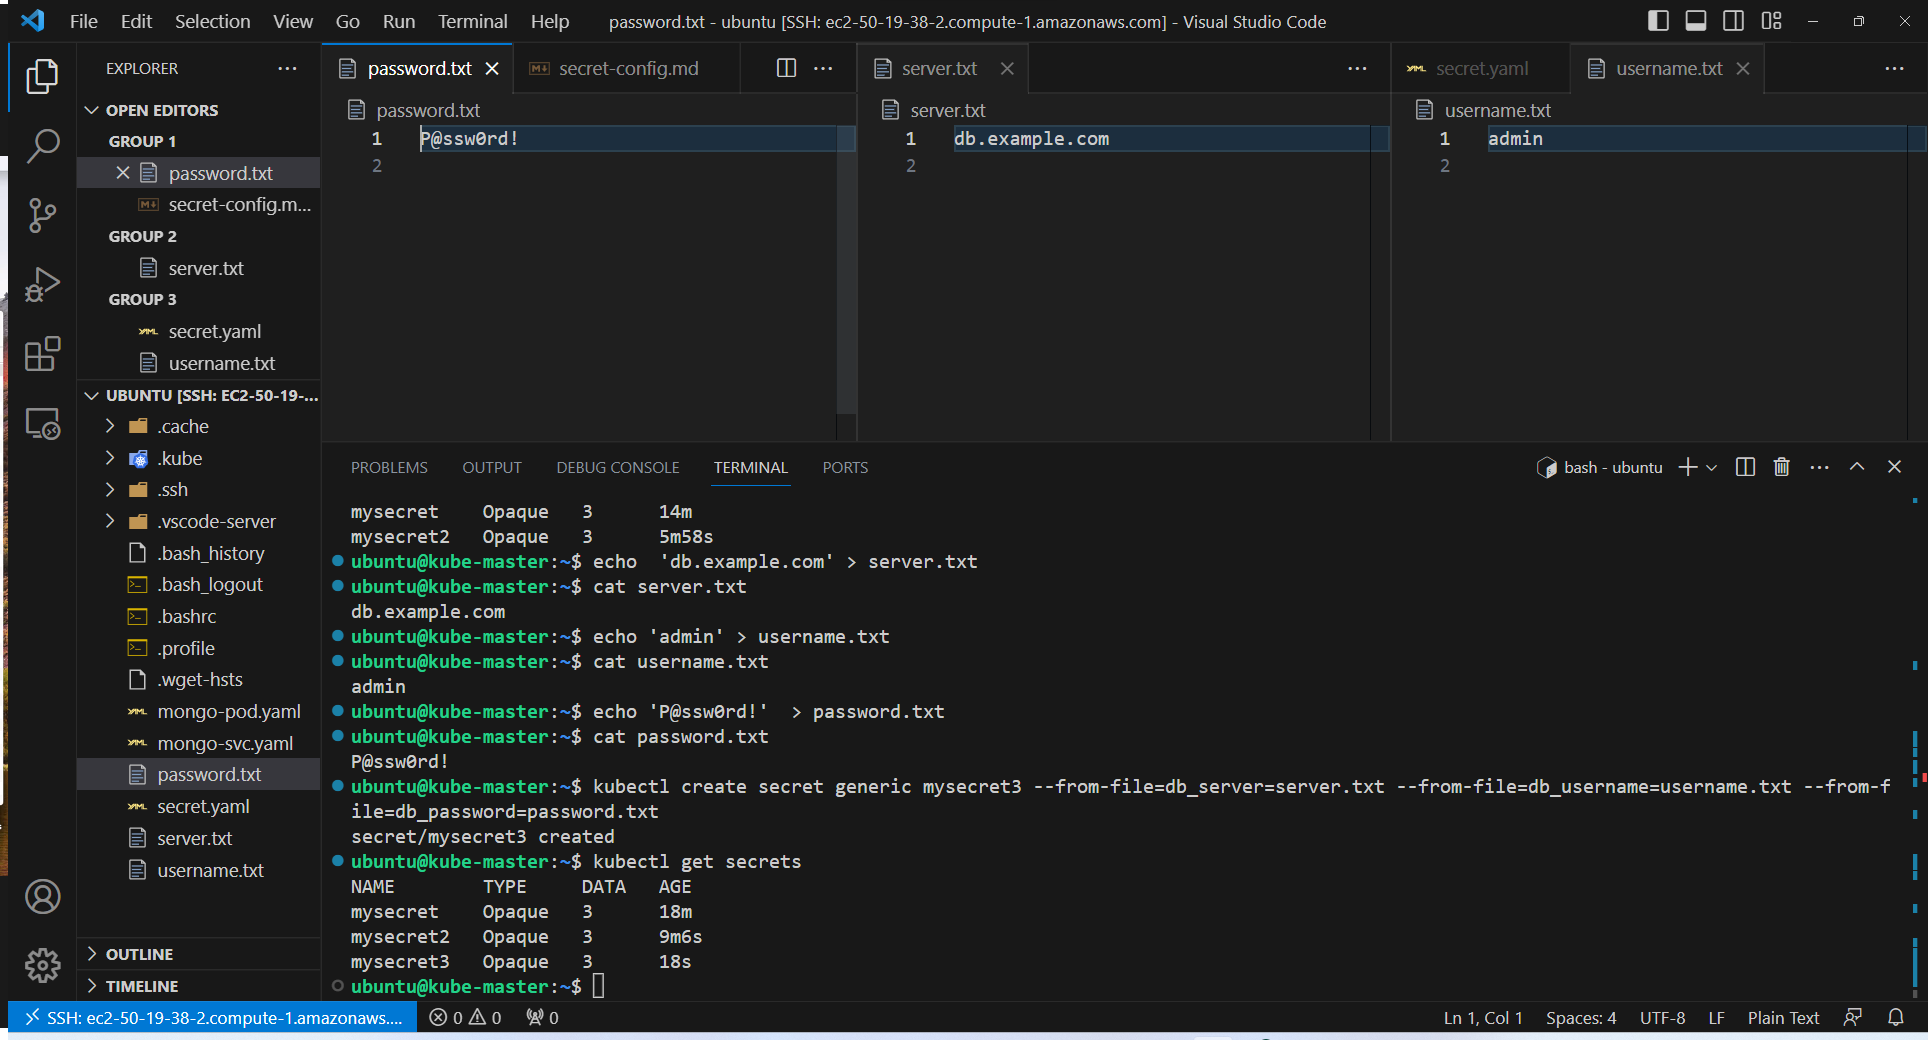 File Edit Selection View Go Run Terminal Help password.txt - ubuntu [SSH: ec2-50-19-38-2.compute-1.amazonaws.com] - Visual Studio Code
EXPLORER
OPEN EDITORS
GROUP 1
password.txt
secret-config.m...
GROUP 2
server.txt
GROUP 3
secret.yaml
username.txt
UBUNTU [SSH: EC2-50-19-...
.cache
.kube
.ssh
.vscode-server
.bash_history
.bash_logout
.bashrc
.profile
.wget-hsts
mongo-pod.yaml
mongo-svc.yaml
password.txt
secret.yaml
server.txt
username.txt
OUTLINE
TIMELINE
password.txt secret-config.md
password.txt
1 P@ssw0rd!
2
server.txt
server.txt
1 db.example.com
2
secret.yaml username.txt
username.txt
1 admin
2
PROBLEMS OUTPUT DEBUG CONSOLE TERMINAL PORTS bash - ubuntu
mysecret Opaque 3 14m
mysecret2 Opaque 3 5m58s
ubuntu@kube-master:~$ echo  'db.example.com' > server.txt
ubuntu@kube-master:~$ cat server.txt
db.example.com
ubuntu@kube-master:~$ echo 'admin' > username.txt
ubuntu@kube-master:~$ cat username.txt
admin
ubuntu@kube-master:~$ echo 'P@ssw0rd!'  > password.txt
ubuntu@kube-master:~$ cat password.txt
P@ssw0rd!
ubuntu@kube-master:~$ kubectl create secret generic mysecret3 --from-file=db_server=server.txt --from-file=db_username=username.txt --from-f
ile=db_password=password.txt
secret/mysecret3 created
ubuntu@kube-master:~$ kubectl get secrets
NAME TYPE DATA AGE
mysecret Opaque 3 18m
mysecret2 Opaque 3 9m6s
mysecret3 Opaque 3 18s
ubuntu@kube-master:~$
SSH: ec2-50-19-38-2.compute-1.amazonaws.... 0 0 0 Ln 1, Col 1 Spaces: 4 UTF-8 LF Plain Text